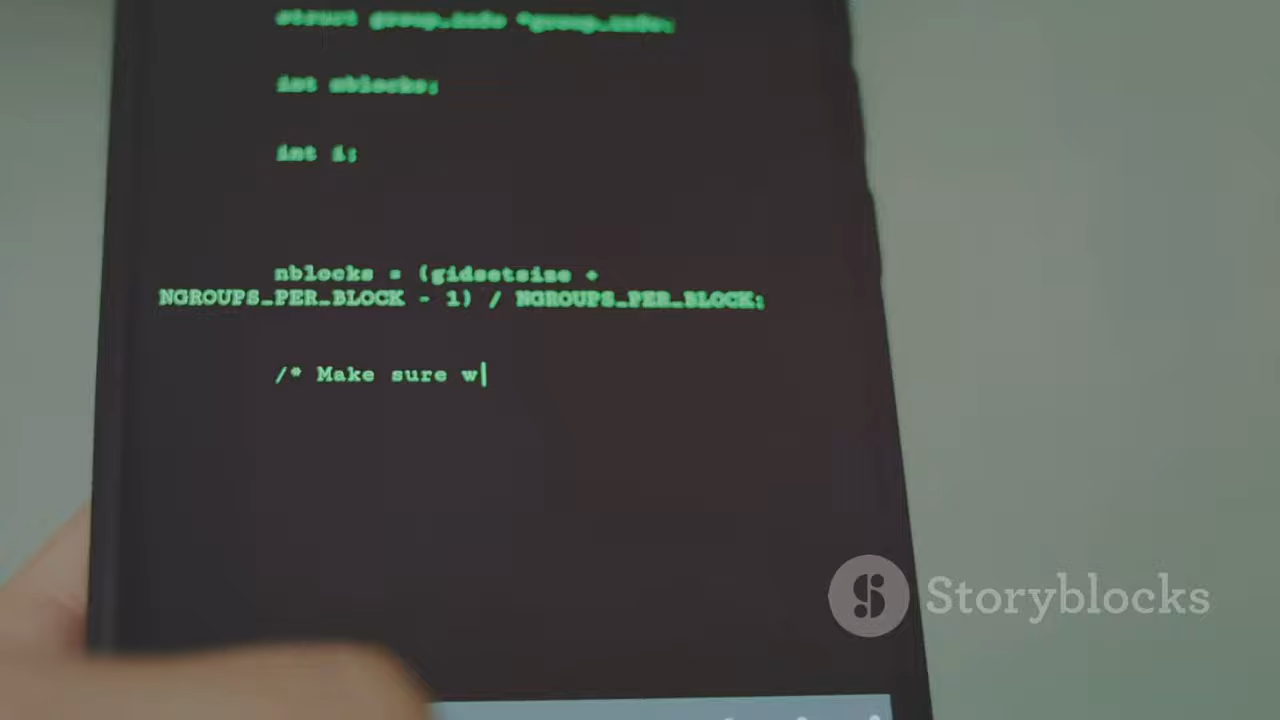 struct group_info *group_info;
int nblocks;
int i;
nblocks = (gidsetsize +
NGROUPS_PER_BLOCK - 1) / NGROUPS_PER_BLOCK;
/* Make sure w
Storyblocks